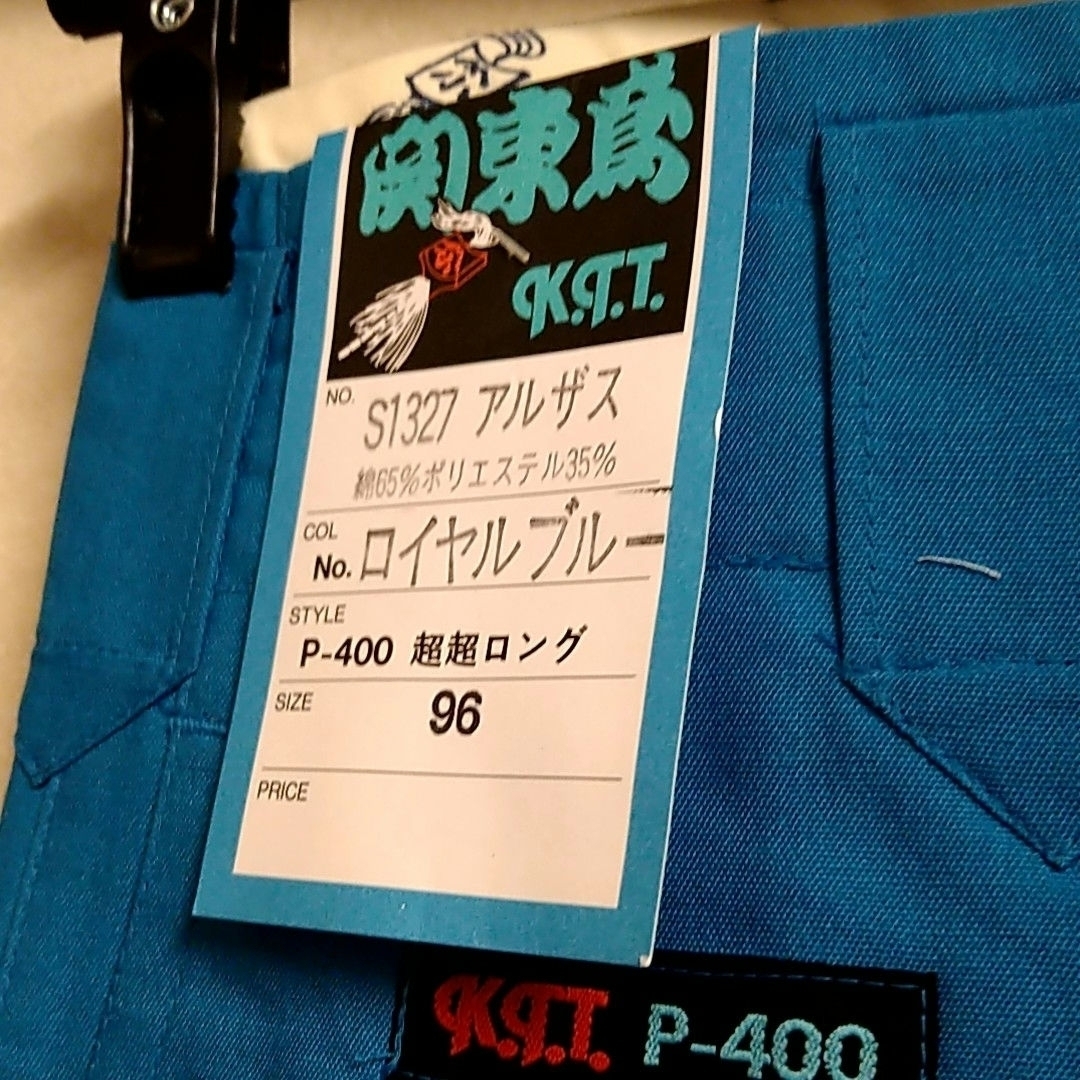 関東鳶
K.T.T.
NO.
S1327 アルザス
綿65%ポリエステル35%
COL
No. ロイヤルブルー
STYLE
P-400 超超ロング
SIZE
96
PRICE
K.T.T. P-400